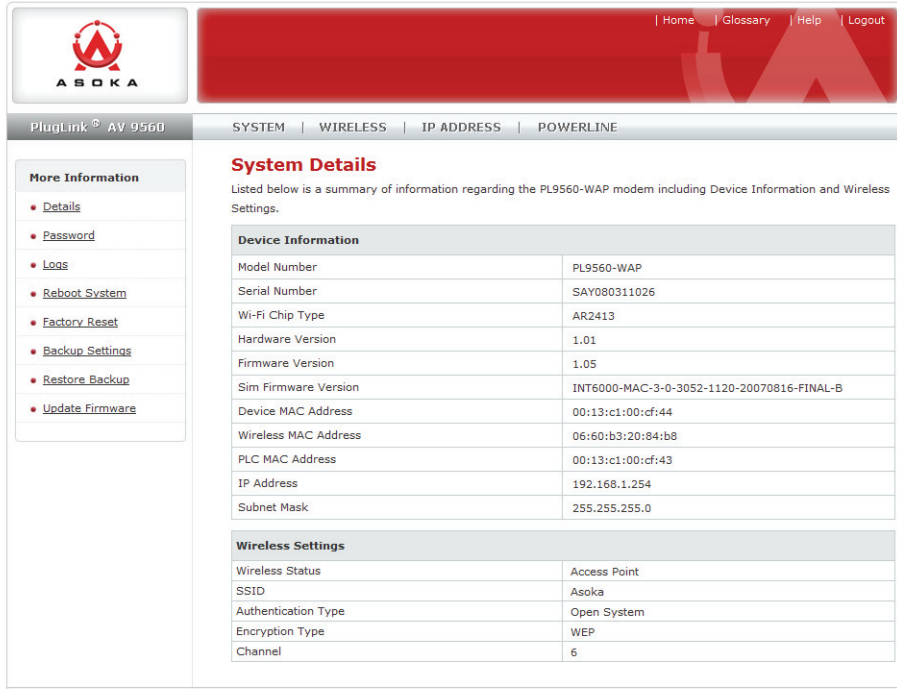 | Home | Glossary | Help | Logout
ASOKA
PlugLink ® AV 9560
SYSTEM | WIRELESS | IP ADDRESS | POWERLINE
More Information
Details
Password
Logs
Reboot System
Factory Reset
Backup Settings
Restore Backup
Update Firmware
System Details
Listed below is a summary of information regarding the PL9560-WAP modem including Device Information and Wireless
Settings.
Device Information
Model Number PL9560-WAP
Serial Number SAY080311026
Wi-Fi Chip Type AR2413
Hardware Version 1.01
Firmware Version 1.05
Sim Firmware Version INT6000-MAC-3-0-3052-1120-20070816-FINAL-B
Device MAC Address 00:13:c1:00:cf:44
Wireless MAC Address 06:60:b3:20:84:b8
PLC MAC Address 00:13:c1:00:cf:43
IP Address 192.168.1.254
Subnet Mask 255.255.255.0
Wireless Settings
Wireless Status Access Point
SSID Asoka
Authentication Type Open System
Encryption Type WEP
Channel 6